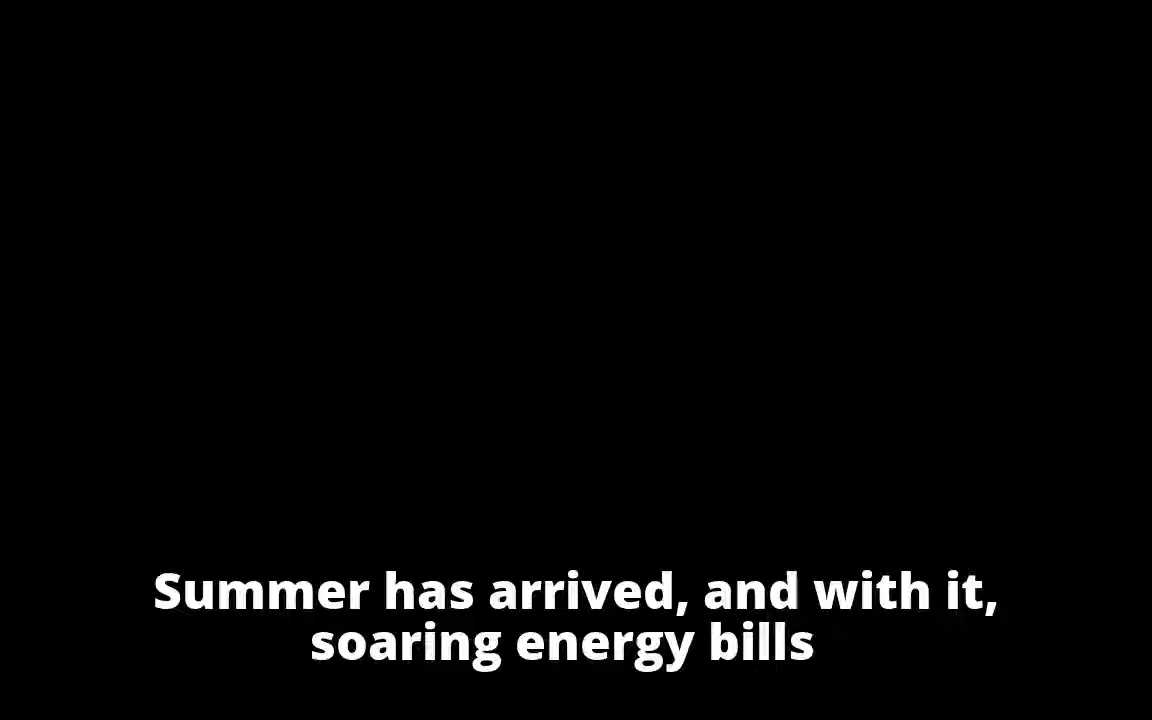 Summer has arrived, and with it,
soaring energy bills